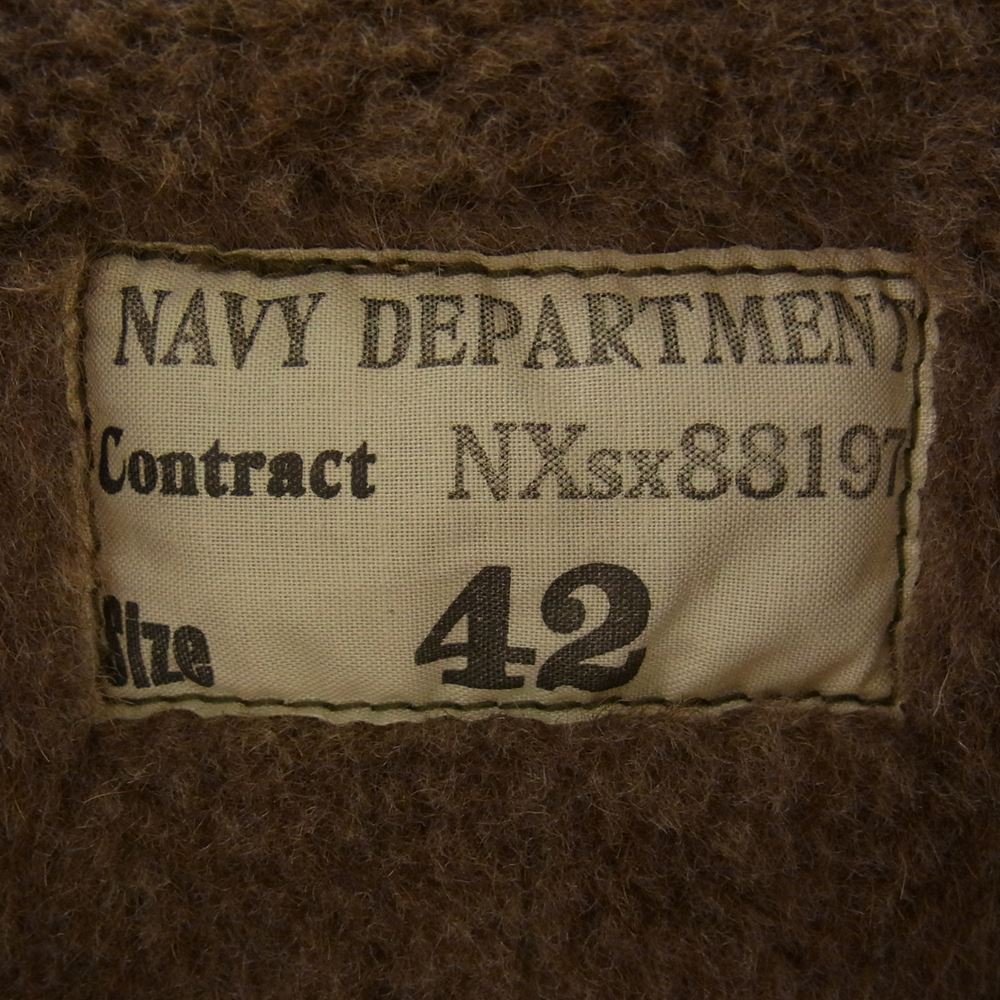 NAVY DEPARTMENT
Contract NXsx88197
Size 42